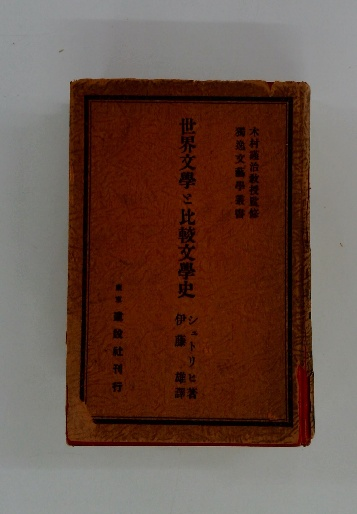 木村謹治教授監修
獨逸文藝學叢書
世界文學と比較文學史
シュトリヒ著
伊藤 雄譯
東京 建設社刊行